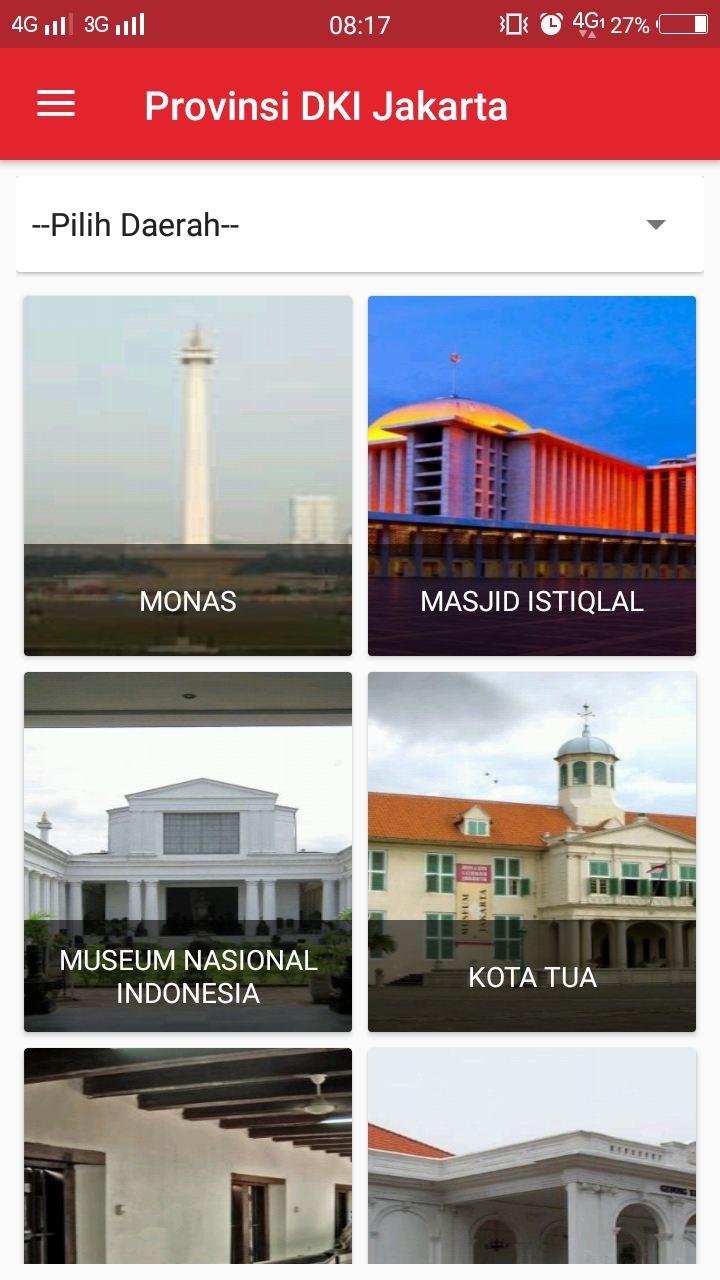 4G 3G 08:17 4G1 27%
Provinsi DKI Jakarta
--Pilih Daerah--
MONAS
MASJID ISTIQLAL
MUSEUM NASIONAL
INDONESIA
MUSEUM
JAKARTA
KOTA TUA